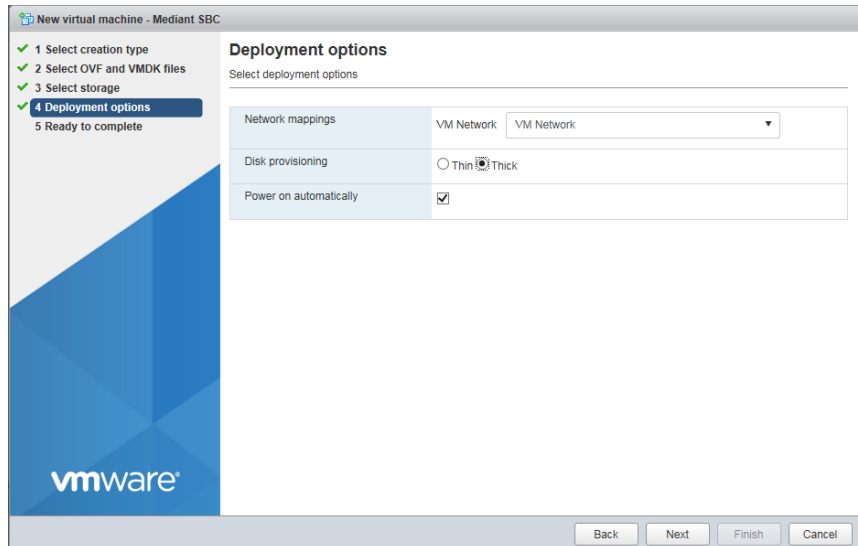 New virtual machine - Mediant SBC
1 Select creation type
2 Select OVF and VMDK files
3 Select storage
4 Deployment options
5 Ready to complete
Deployment options
Select deployment options
Network mappings VM Network VM Network
Disk provisioning Thin Thick
Power on automatically
vmware®
Back Next Finish Cancel